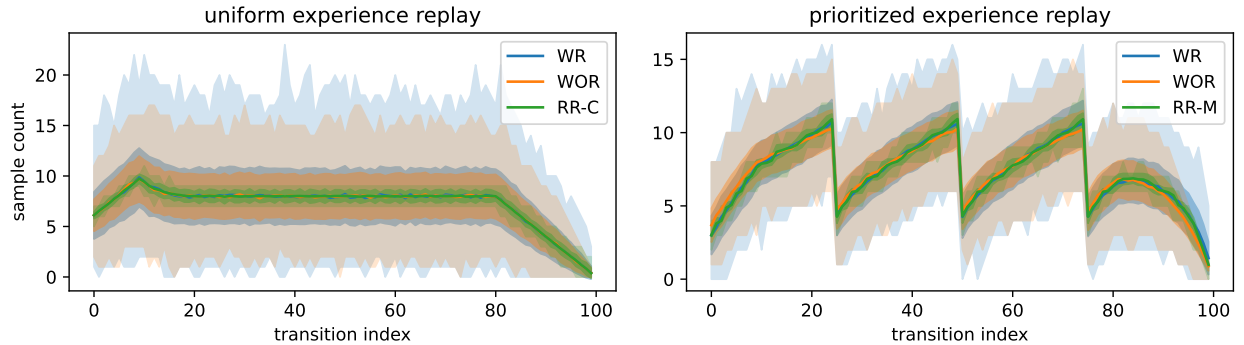 uniform experience replay
sample count
20
15
10
5
0
WR
WOR
RR-C
0 20 40 60 80 100
transition index
prioritized experience replay
15
10
5
0
WR
WOR
RR-M
0 20 40 60 80 100
transition index